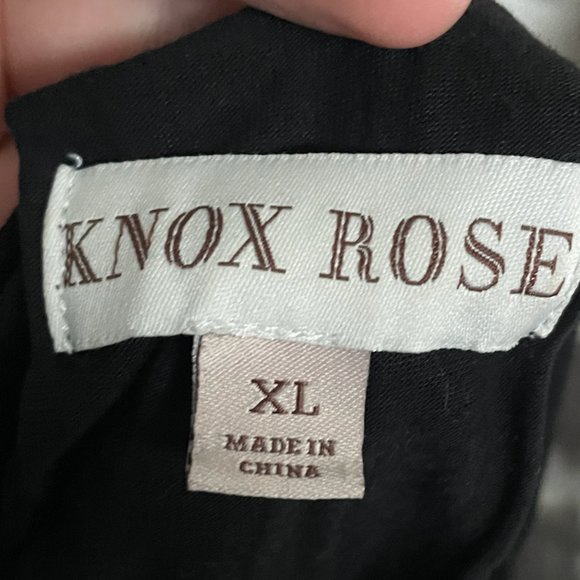 KNOX ROSE
XL
MADE IN
CHINA